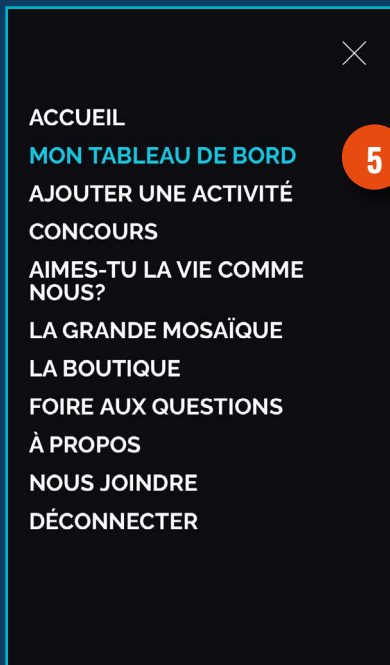 ACCUEIL
MON TABLEAU DE BORD
5
AJOUTER UNE ACTIVITÉ
CONCOURS
AIMES-TU LA VIE COMME
NOUS?
LA GRANDE MOSAÏQUE
LA BOUTIQUE
FOIRE AUX QUESTIONS
À PROPOS
NOUS JOINDRE
DÉCONNECTER